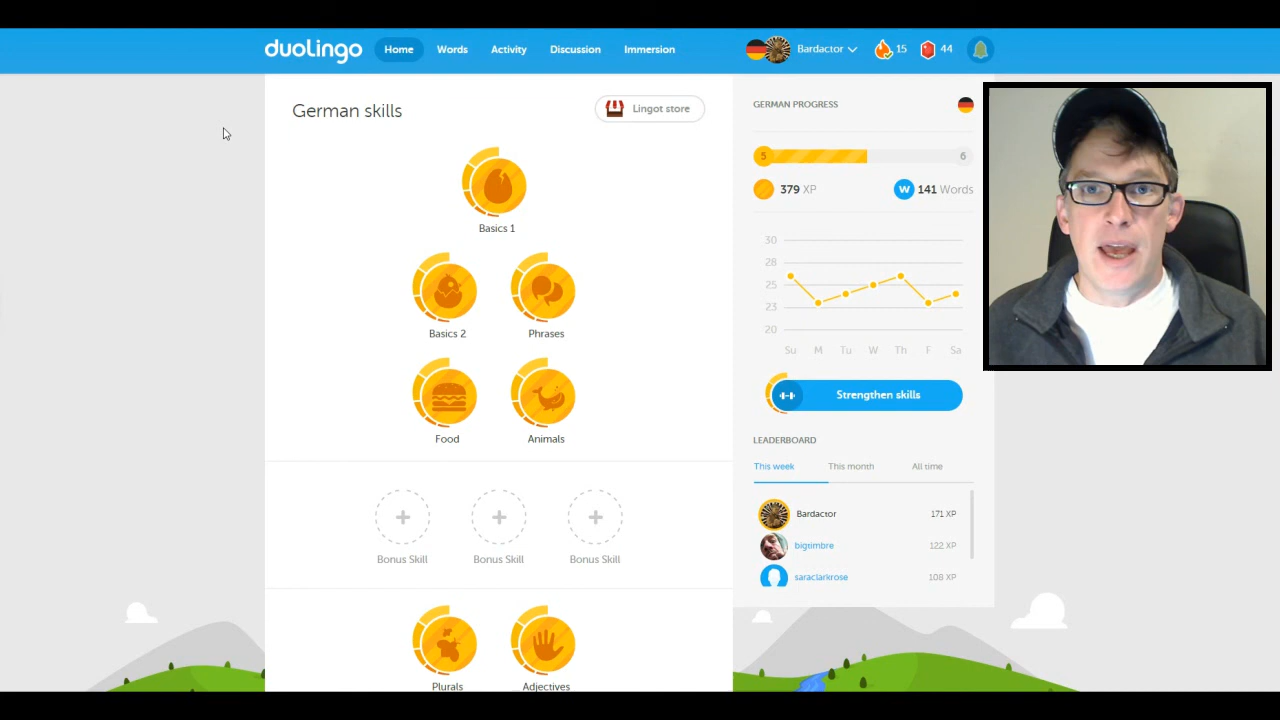 duolingo Home Words Activity Discussion Immersion Bardactor 15 44
German skills
Lingot store
Basics 1
Basics 2 Phrases
Food Animals
Bonus Skill Bonus Skill Bonus Skill
Plurals Adjectives
GERMAN PROGRESS
5 6
379 XP W 141 Words
30
28
25
23
20
Su M Tu W Th F Sa
Strengthen skills
LEADERBOARD
This week This month All time
Bardactor 171 XP
bigtimbre 122 XP
saraclarkrose 108 XP